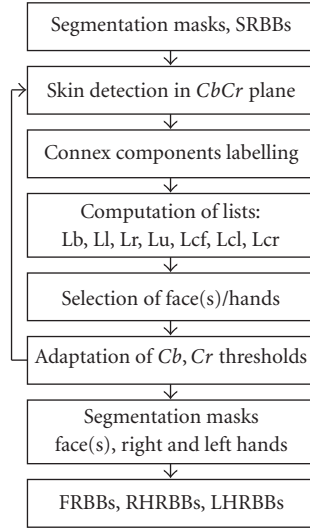 Segmentation masks, SRBBs
Skin detection in CbCr plane
Connex components labelling
Computation of lists:
Lb, Ll, Lr, Lu, Lcf, Lcl, Lcr
Selection of face(s)/hands
Adaptation of Cb, Cr thresholds
Segmentation masks
face(s), right and left hands
FRBBs, RHRBBs, LHRBBs